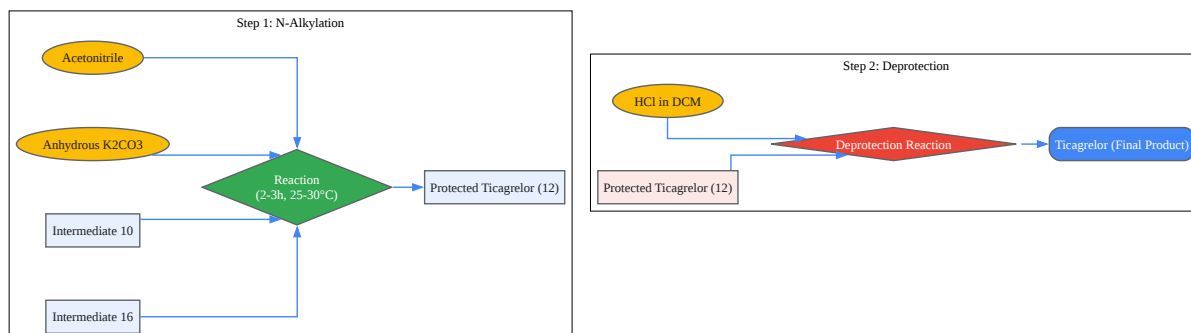 Step 1: N-Alkylation
Acetonitrile
Anhydrous K2CO3
Reaction
(2-3h, 25-30°C)
Protected Ticagrelor (12)
Intermediate 10
Intermediate 16
Step 2: Deprotection
HCl in DCM
Deprotection Reaction
Ticagrelor (Final Product)
Protected Ticagrelor (12)